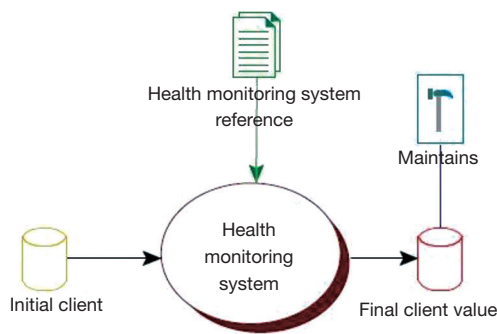 Health monitoring system
reference
Maintains
Health
monitoring
system
Initial client
Final client value